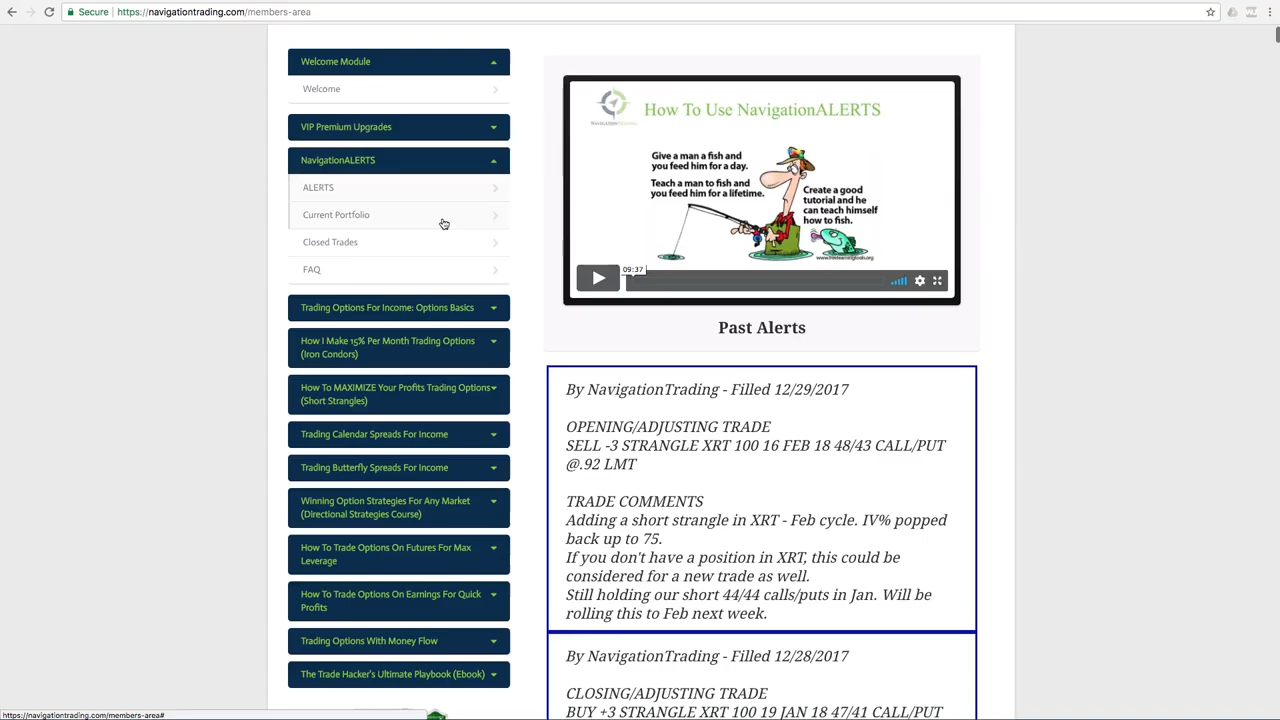 Secure
https://navigationtrading.com/members-area
Welcome Module
Welcome
VIP Premium Upgrades
NavigationALERTS
ALERTS
Current Portfolio
Closed Trades
FAQ
Trading Options For Income: Options Basics
How I Make 15% Per Month Trading Options
(Iron Condors)
How To MAXIMIZE Your Profits Trading Options
(Short Strangles)
Trading Calendar Spreads For Income
Trading Butterfly Spreads For Income
Winning Option Strategies For Any Market
(Directional Strategies Course)
How To Trade Options On Futures For Max
Leverage
How To Trade Options On Earnings For Quick
Profits
Trading Options With Money Flow
The Trade Hacker's Ultimate Playbook (Ebook)
https://navigationtrading.com/members-area#
How To Use NavigationALERTS
Give a man a fish and
you feed him for a day.
Teach a man to fish and
you feed him for a lifetime.
Create a good
tutorial and he
can teach himself
how to fish.
09:37
Past Alerts
By NavigationTrading - Filled 12/29/2017
OPENING/ADJUSTING TRADE
SELL -3 STRANGLE XRT 100 16 FEB 18 48/43 CALL/PUT
@.92 LMT
TRADE COMMENTS
Adding a short strangle in XRT - Feb cycle. IV% popped
back up to 75.
If you don't have a position in XRT, this could be
considered for a new trade as well.
Still holding our short 44/44 calls/puts in Jan. Will be
rolling this to Feb next week.
By NavigationTrading - Filled 12/28/2017
CLOSING/ADJUSTING TRADE
BUY +3 STRANGLE XRT 100 19 JAN 18 47/41 CALL/PUT